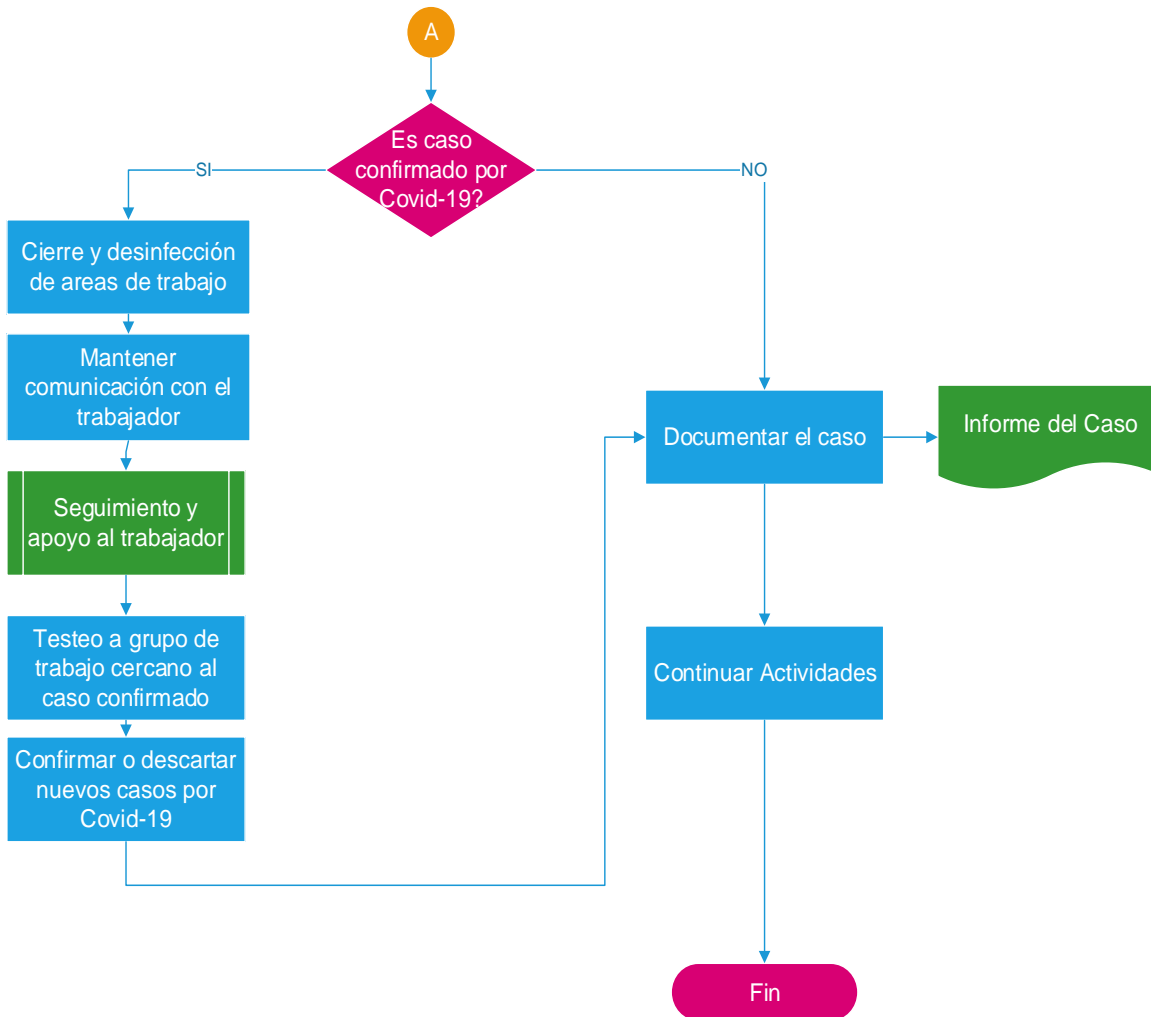 A
Es caso
confirmado por
Covid-19?
SI
NO
Cierre y desinfección
de areas de trabajo
Mantener
comunicación con el
trabajador
Seguimiento y
apoyo al trabajador
Testeo a grupo de
trabajo cercano al
caso confirmado
Confirmar o descartar
nuevos casos por
Covid-19
Documentar el caso
Informe del Caso
Continuar Actividades
Fin